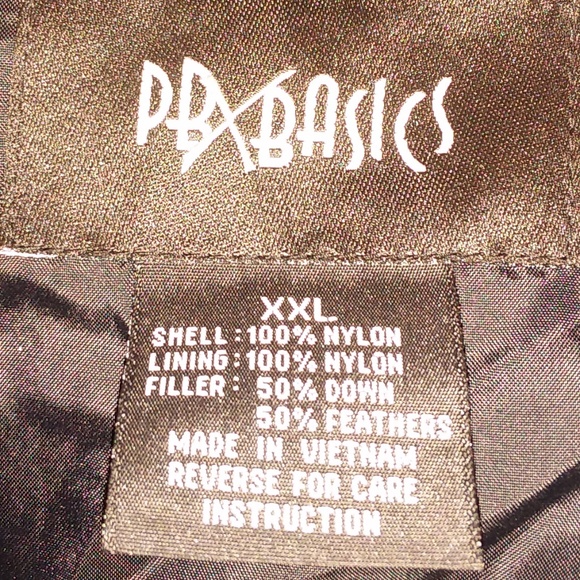 PBX BASICS
XXL
SHELL : 100% NYLON
LINING : 100% NYLON
FILLER : 50% DOWN
50% FEATHERS
MADE IN VIETNAM
REVERSE FOR CARE
INSTRUCTION